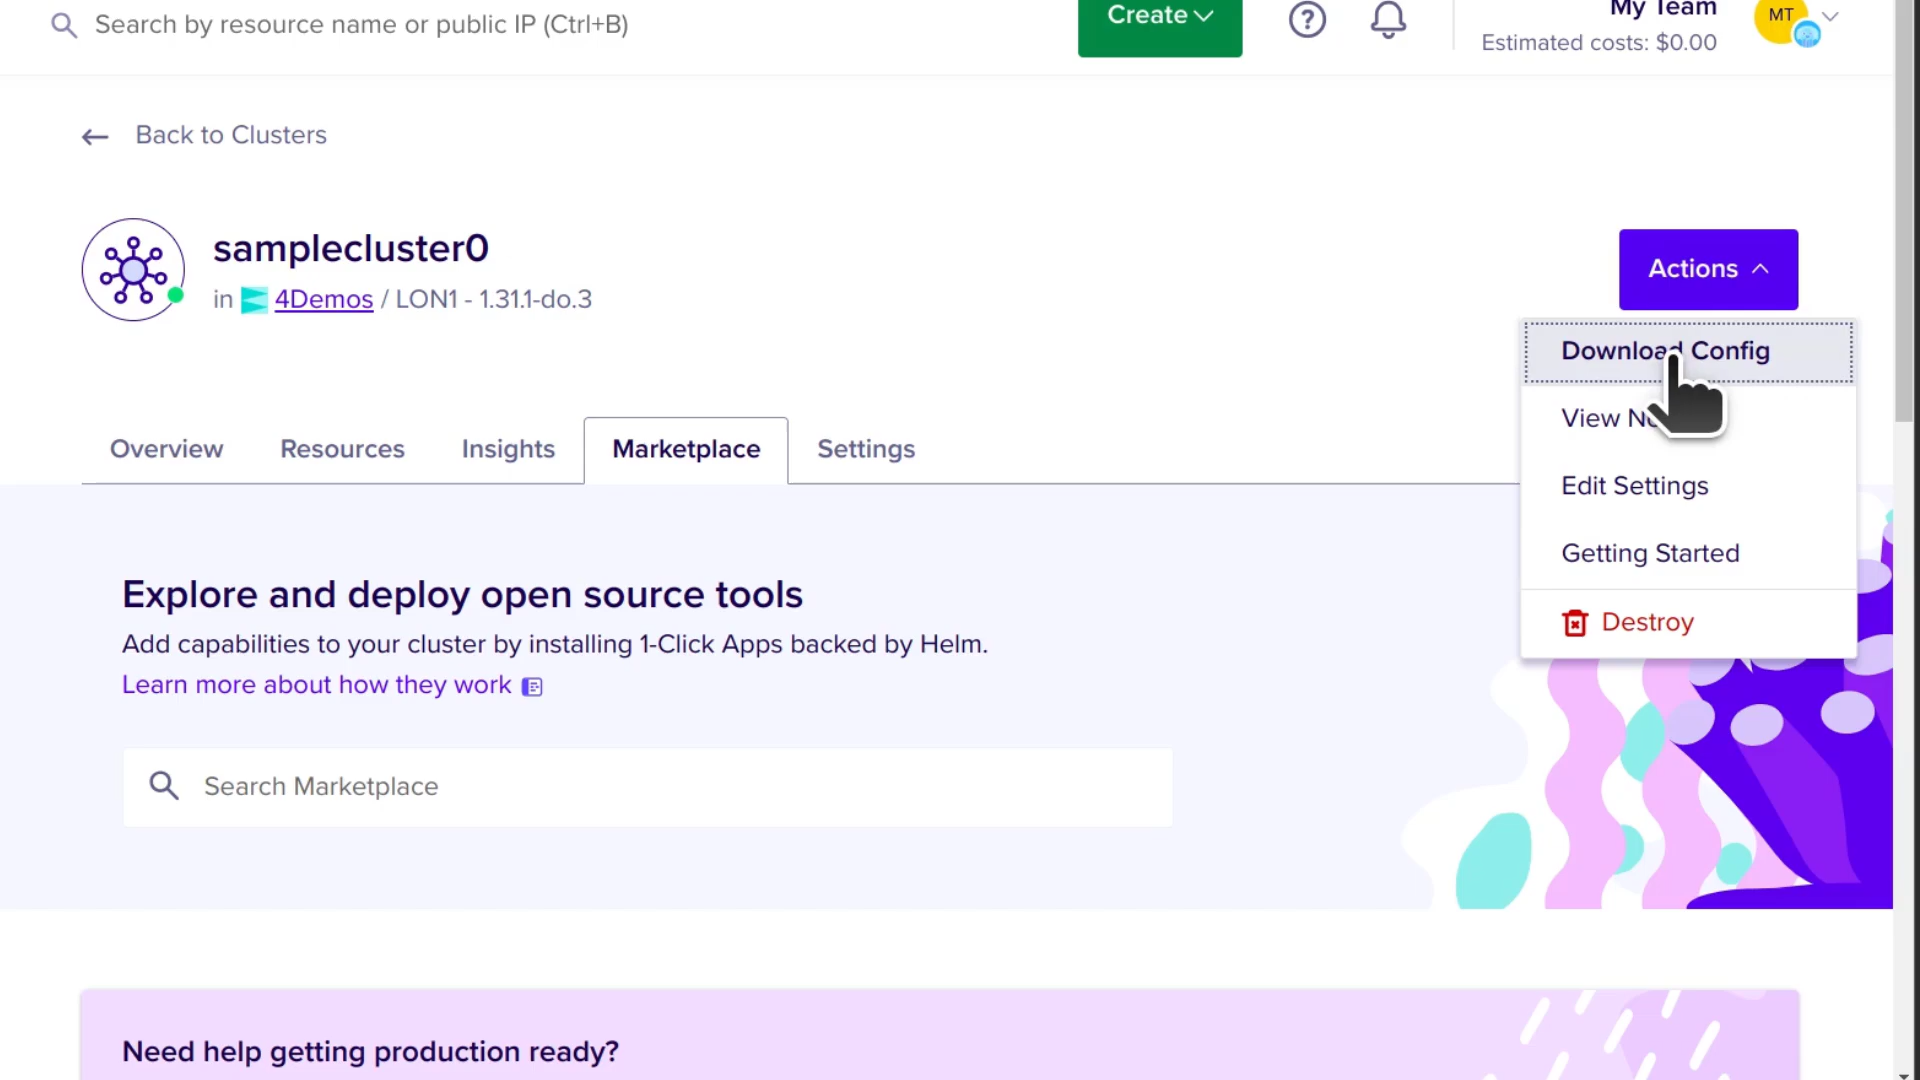 Search by resource name or public IP (Ctrl+B)
Create
My Team
Estimated costs: $0.00
MT
Back to Clusters
samplecluster0
in 4Demos / LON1 - 1.31.1-do.3
Actions
Download Config
View
Edit Settings
Getting Started
Destroy
Overview
Resources
Insights
Marketplace
Settings
Explore and deploy open source tools
Add capabilities to your cluster by installing 1-Click Apps backed by Helm.
Learn more about how they work
Search Marketplace
Need help getting production ready?